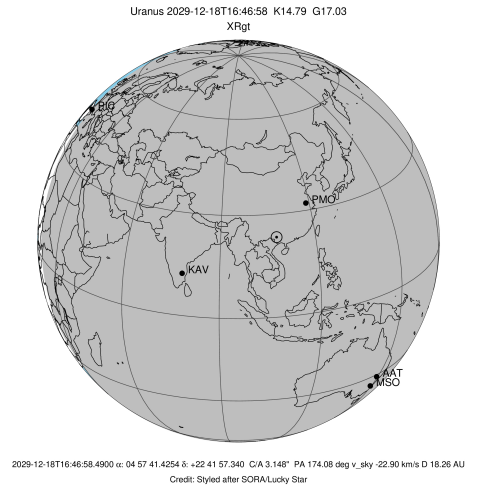 Uranus 2029-12-18T16:46:58 K14.79 G17.03
XRgt
PIC
PMO
KAV
AAT
MSO
2029-12-18T16:46:58.4900 α: 04 57 41.4254 δ: +22 41 57.340 C/A 3.148" PA 174.08 deg v_sky -22.90 km/s D 18.26 AU
Credit: Styled after SORA/Lucky Star